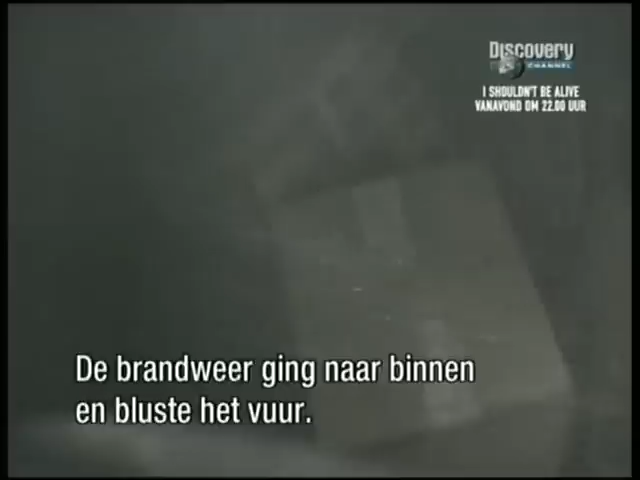 Discovery
CHANNEL
I SHOULDN'T BE ALIVE
VANAVOND OM 22.00 UUR
De brandweer ging naar binnen
en bluste het vuur.